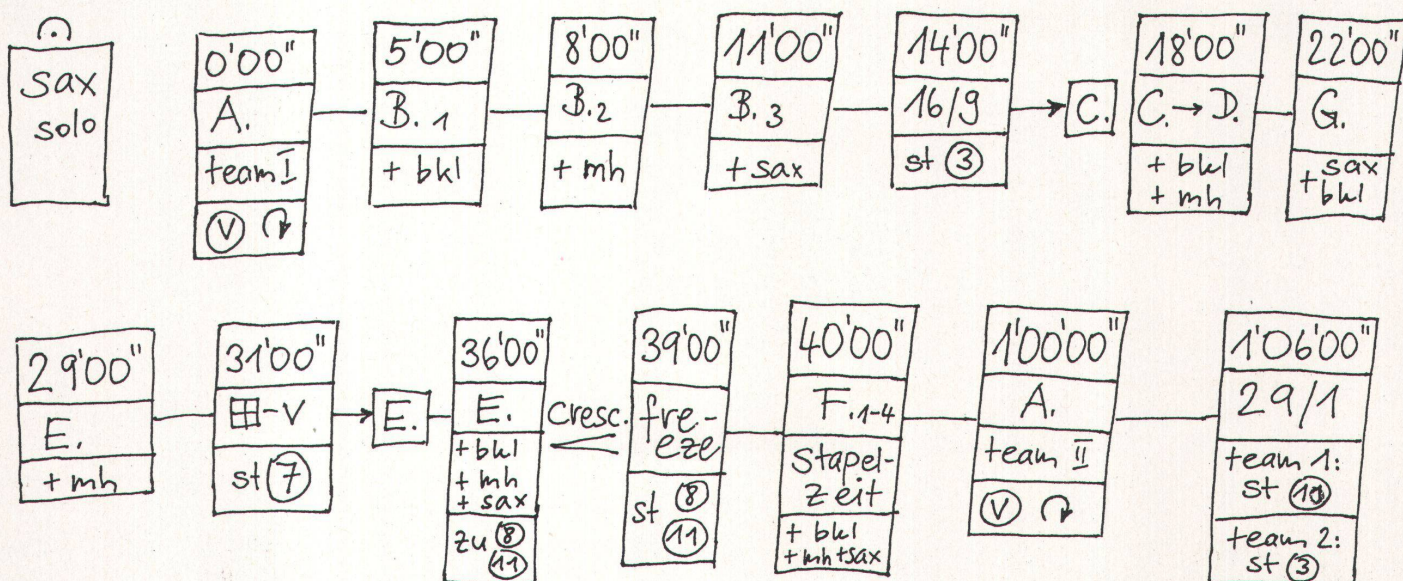 sax
solo
0'00"
A.
team I
V
5'00"
B.1
+ bkl
8'00"
B.2
+ mh
11'00"
B.3
+ sax
14'00"
16/9
st 3
C.
18'00"
C. → D.
+ bkl
+ mh
22'00"
G.
+ sax
bkl
29'00"
E.
+ mh
31'00"
田-V
st 7
E.
36'00"
E.
+ bkl
+ mh
+ sax
zu 8
11
cresc.
39'00"
fre-
eze
st 8
11
40'00"
F.1-4
Stapel-
zeit
+ bkl
+ mh + sax
1'00'00"
A.
team II
V
1'06'00"
29/1
team 1:
st 10
team 2:
st 3